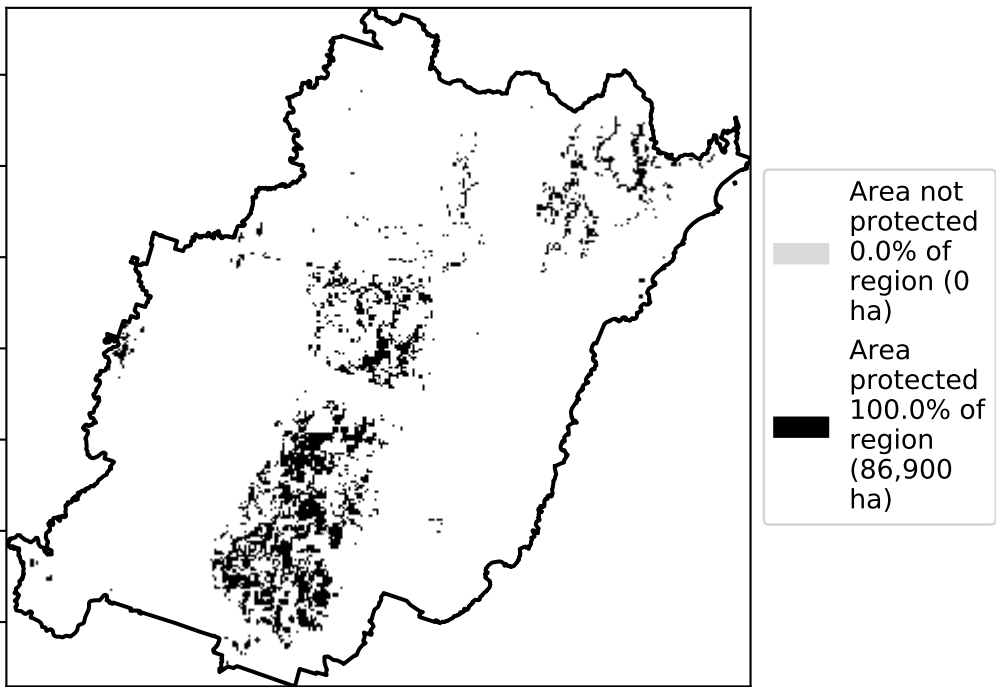 Area not
protected
0.0% of
region (0
ha)
Area
protected
100.0% of
region
(86,900
ha)